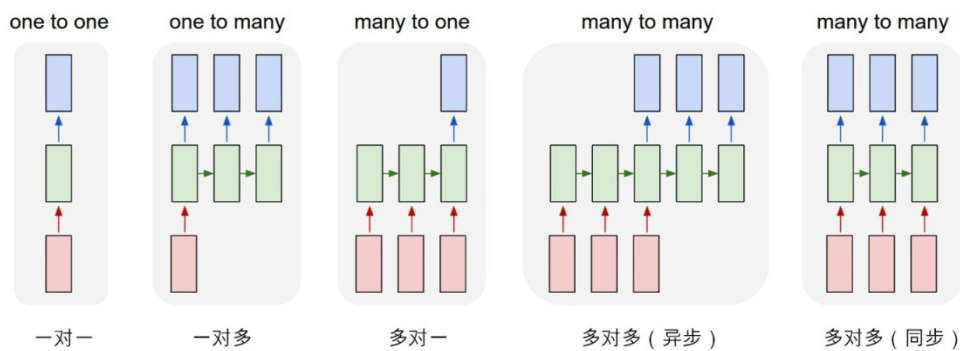 one to one
one to many
many to one
many to many
many to many
一对一
一对多
多对一
多对多（异步）
多对多（同步）